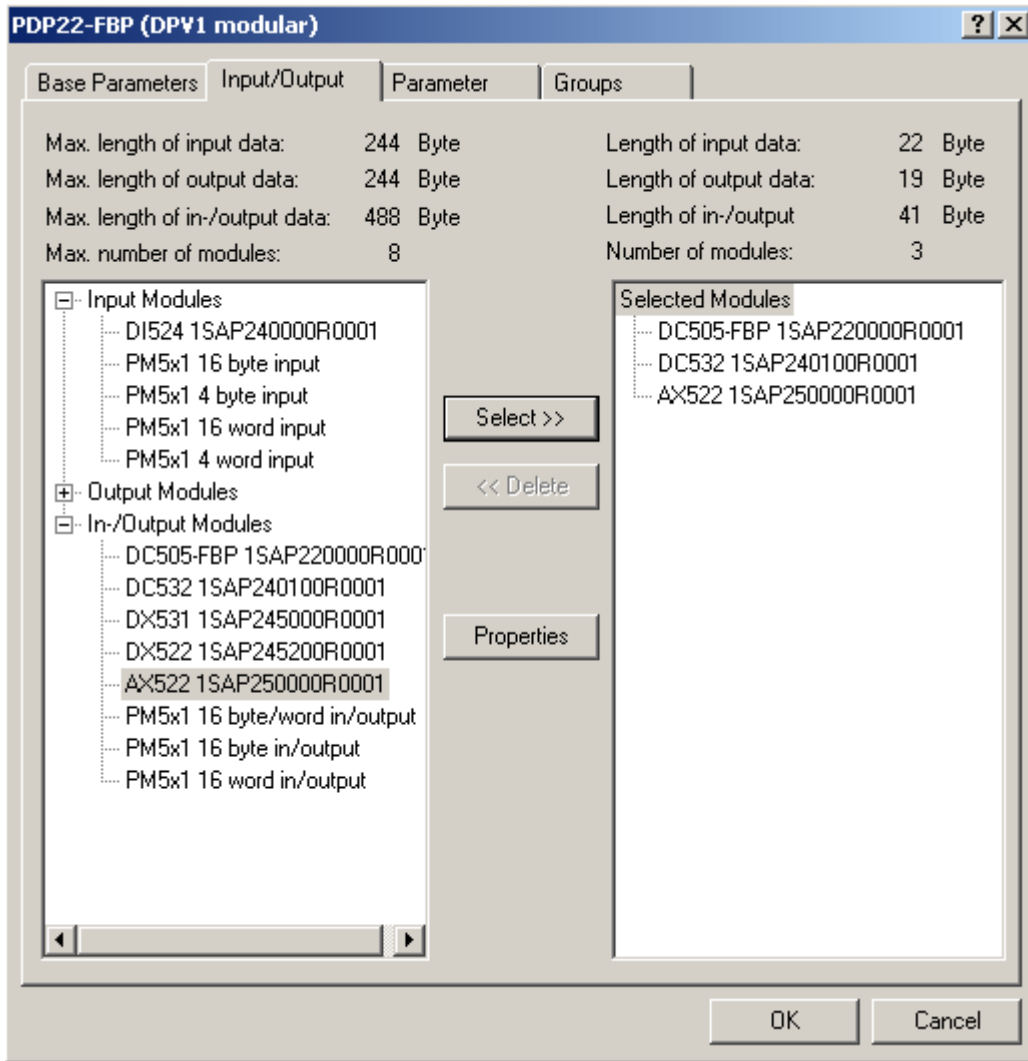 PDP22-FBP (DPV1 modular)
Base Parameters Input/Output Parameter Groups
Max. length of input data: 244 Byte
Max. length of output data: 244 Byte
Max. length of in-/output data: 488 Byte
Max. number of modules: 8
Length of input data: 22 Byte
Length of output data: 19 Byte
Length of in-/output 41 Byte
Number of modules: 3
Input Modules
DI524 1SAP240000R0001
PM5x1 16 byte input
PM5x1 4 byte input
PM5x1 16 word input
PM5x1 4 word input
Output Modules
In-/Output Modules
DC505-FBP 1SAP220000R000
DC532 1SAP240100R0001
DX531 1SAP245000R0001
DX522 1SAP245200R0001
AX522 1SAP250000R0001
PM5x1 16 byte/word in/output
PM5x1 16 byte in/output
PM5x1 16 word in/output
Select >>
<< Delete
Properties
Selected Modules
DC505-FBP 1SAP220000R0001
DC532 1SAP240100R0001
AX522 1SAP250000R0001
OK Cancel